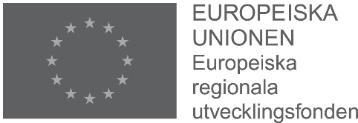 EUROPEISKA
UNIONEN
Europeiska
regionala
utvecklingsfonden